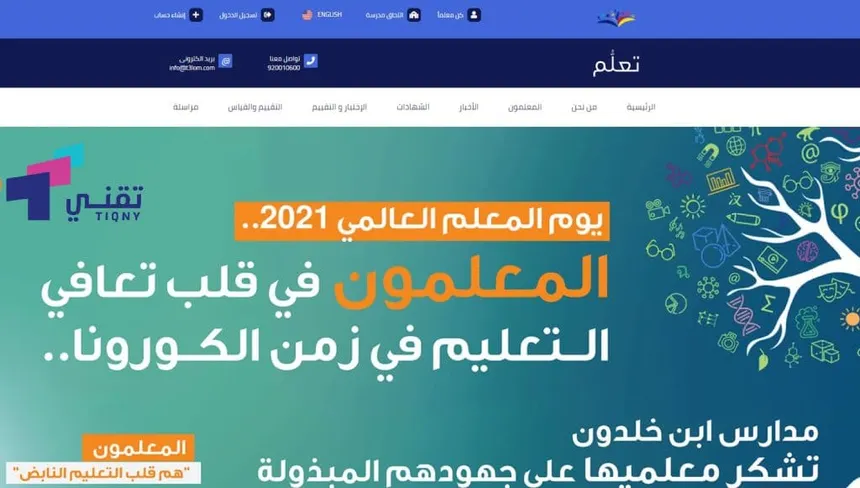 كن معلماً
التحاق مدرسة
ENGLISH
تسجيل الدخول
إنشاء حساب
تعلُّم
تواصل معنا
920010600
بريد الكتروني
info@t3lom.com
الرئيسية
من نحن
المعلمون
الأخبار
الشهادات
الإختبار و التقييم
التقييم والقياس
مراسلة
تقني
TIQNY
يوم المعلم العالمي 2021..
المعلمون في قلب تعافي
التعليم في زمن الكورونا..
مدارس ابن خلدون
تشكر معلميها على جهودهم المبذولة
المعلمون
"هم قلب التعليم النابض"